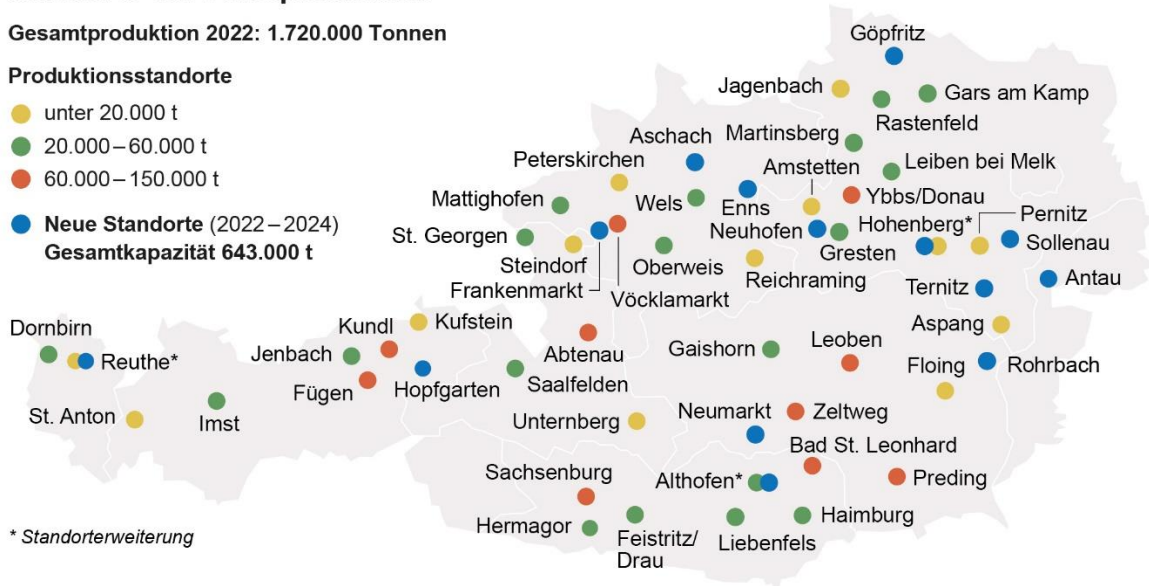 Gesamtproduktion 2022: 1.720.000 Tonnen
Produktionsstandorte
unter 20.000 t
20.000–60.000 t
60.000–150.000 t
Neue Standorte (2022–2024)
Gesamtkapazität 643.000 t
Göpfritz
Jagenbach
Gars am Kamp
Rastenfeld
Martinsberg
Aschach
Amstetten
Leiben bei Melk
Peterskirchen
Mattighofen
Wels
Enns
Ybbs/Donau
Neuhofen
Hohenberg*
Pernitz
St. Georgen
Steindorf
Oberweis
Gresten
Sollenau
Frankenmarkt
Vöcklamarkt
Reichraming
Ternitz
Antau
Dornbirn
Kundl
Kufstein
Aspang
Reuthe*
Jenbach
Abtenau
Gaishorn
Leoben
Floing
Rohrbach
Fügen
Hopfgarten
Saalfelden
St. Anton
Imst
Unternberg
Neumarkt
Zeltweg
Bad St. Leonhard
Sachsenburg
Althofen*
Preding
Hermagor
Feistritz/
Drau
Liebenfels
Haimburg
* Standorterweiterung